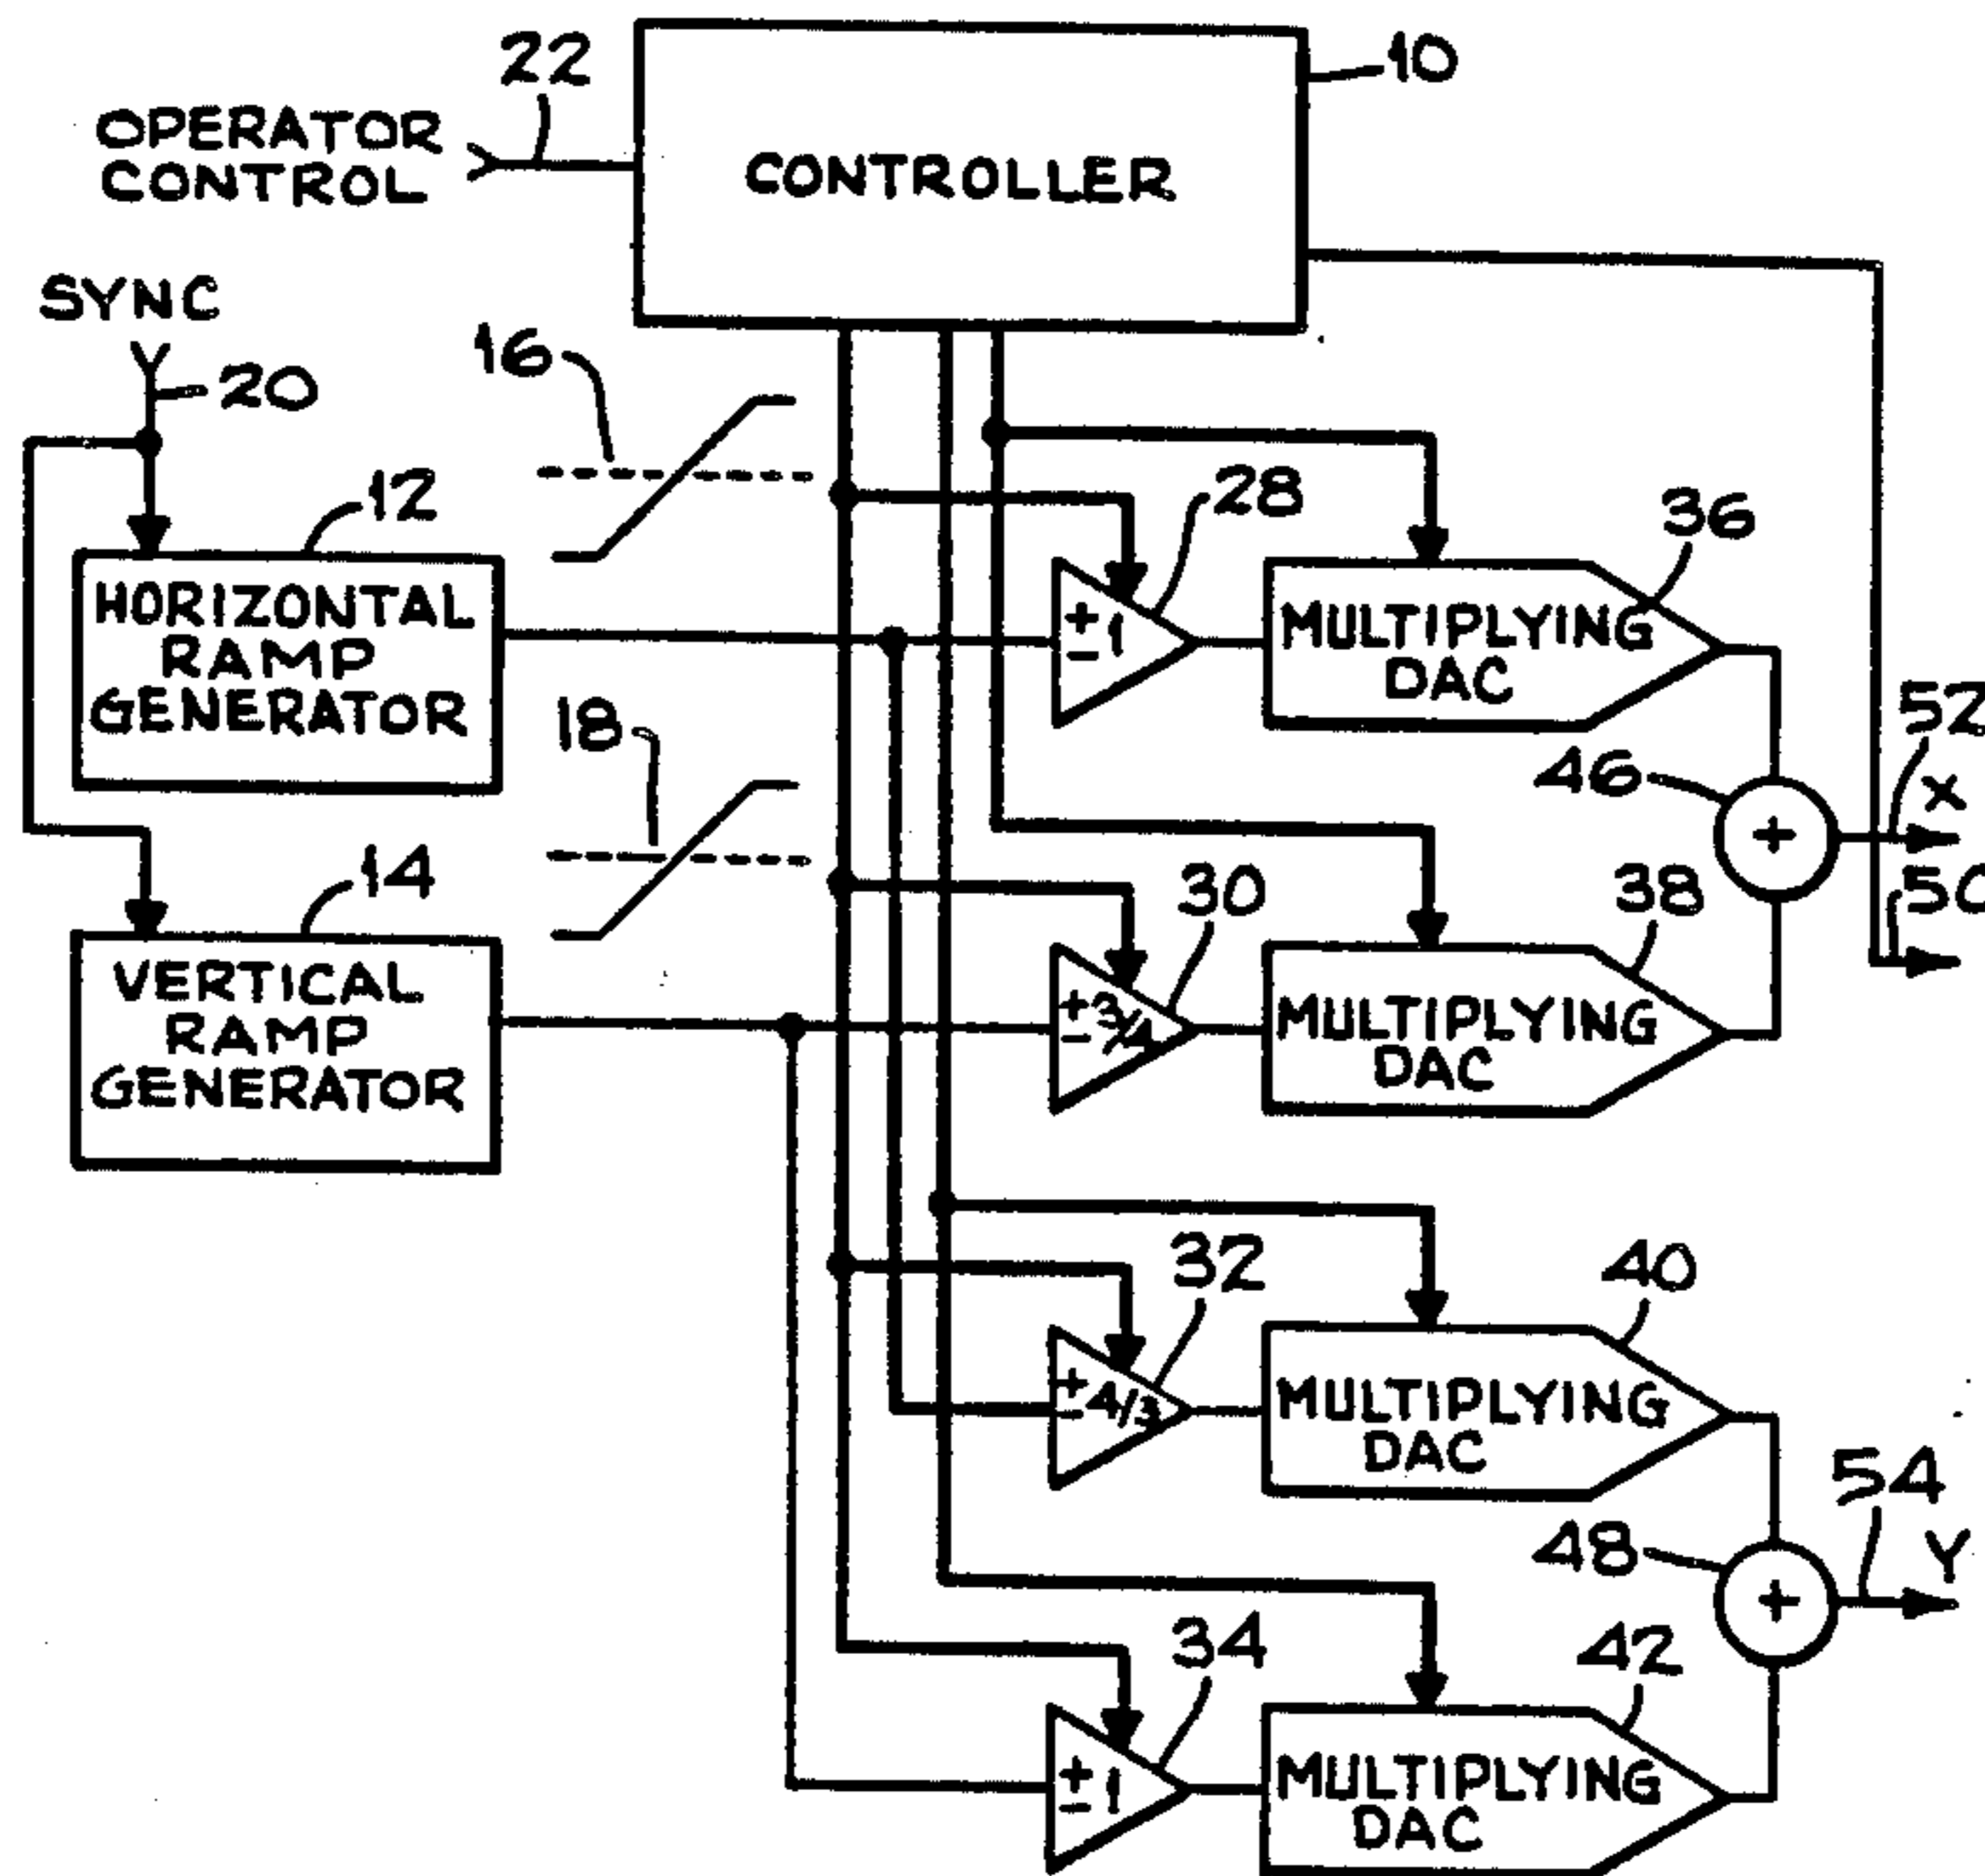 22
10
OPERATOR
CONTROL
CONTROLLER
SYNC
16
20
12
28
36
HORIZONTAL
RAMP
GENERATOR
± 1
MULTIPLYING
DAC
18
52
46
X
+
14
30
38
50
VERTICAL
RAMP
GENERATOR
± 3/4
MULTIPLYING
DAC
32
40
± 4/3
MULTIPLYING
DAC
54
48
Y
+
34
42
± 1
MULTIPLYING
DAC